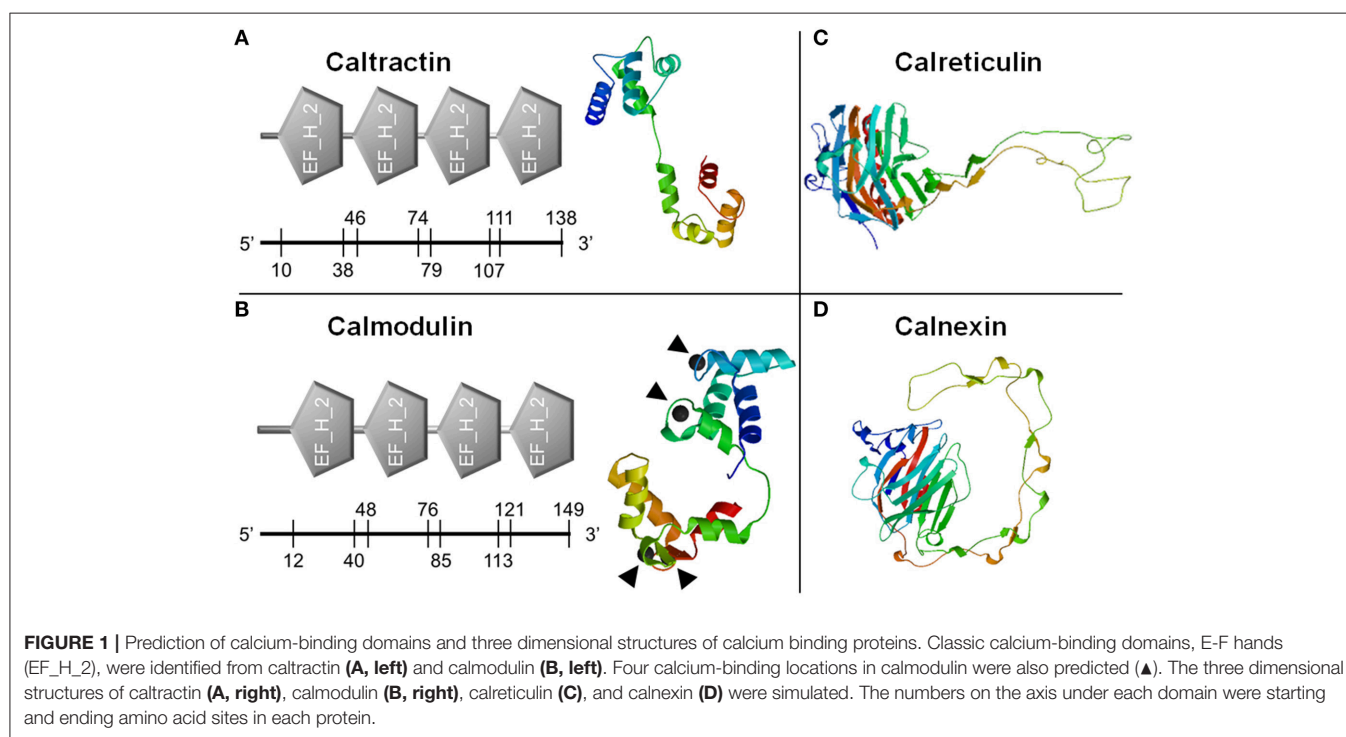 A
Caltractin
EF_H_2 EF_H_2 EF_H_2 EF_H_2
46 74 111 138
5’ 3’
10 38 79 107
C
Calreticulin
B
Calmodulin
EF_H_2 EF_H_2 EF_H_2 EF_H_2
48 76 121 149
5’ 3’
12 40 85 113
D
Calnexin
FIGURE 1 | Prediction of calcium-binding domains and three dimensional structures of calcium binding proteins. Classic calcium-binding domains, E-F hands
(EF_H_2), were identified from caltractin (A, left) and calmodulin (B, left). Four calcium-binding locations in calmodulin were also predicted (▲). The three dimensional
structures of caltractin (A, right), calmodulin (B, right), calreticulin (C), and calnexin (D) were simulated. The numbers on the axis under each domain were starting
and ending amino acid sites in each protein.